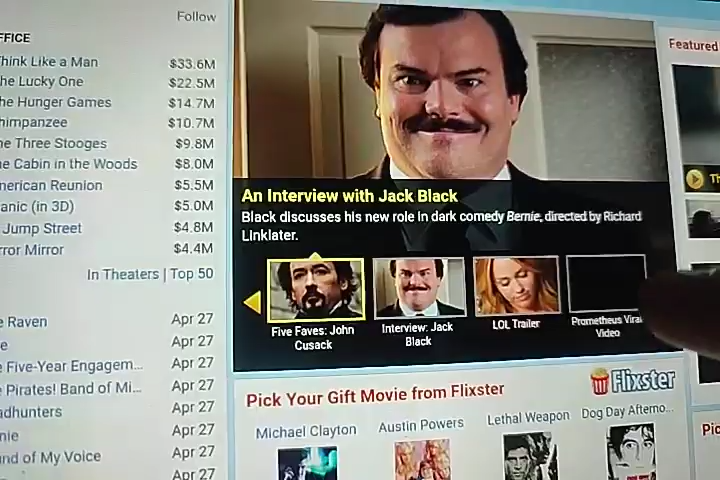 Follow
FFICE
Think Like a Man $33.6M
he Lucky One $22.5M
he Hunger Games $14.7M
himpanzee $10.7M
e Three Stooges $9.8M
e Cabin in the Woods $8.0M
merican Reunion $5.5M
anic (in 3D) $5.0M
Jump Street $4.8M
rror Mirror $4.4M
In Theaters | Top 50
e Raven Apr 27
e Apr 27
e Five-Year Engagem... Apr 27
e Pirates! Band of Mi... Apr 27
adhunters Apr 27
nie Apr 27
und of My Voice Apr 27
Apr 27
An Interview with Jack Black
Black discusses his new role in dark comedy Bernie, directed by Richard
Linklater.
Five Faves: John
Cusack
Interview: Jack
Black
LOL Trailer
Prometheus Viral
Video
Pick Your Gift Movie from Flixster
Flixster
Michael Clayton
Austin Powers
Lethal Weapon
Dog Day Afterno...
Featured
Th
Pic